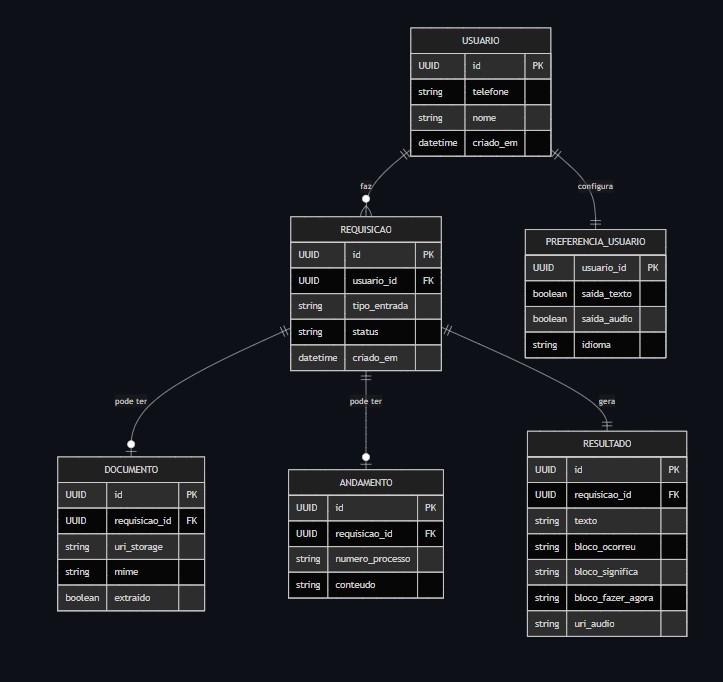 USUARIO
UUID id PK
string telefone
string nome
datetime criado_em
faz
configura
REQUISICAO
UUID id PK
UUID usuario_id FK
string tipo_entrada
string status
datetime criado_em
PREFERENCIA_USUARIO
UUID usuario_id PK
boolean saida_texto
boolean saida_audio
string idioma
pode ter
pode ter
gera
DOCUMENTO
UUID id PK
UUID requisicao_id FK
string uri_storage
string mime
boolean extraido
ANDAMENTO
UUID id PK
UUID requisicao_id FK
string numero_processo
string conteudo
RESULTADO
UUID id PK
UUID requisicao_id FK
string texto
string bloco_ocorreu
string bloco_significa
string bloco_fazer_agora
string uri_audio